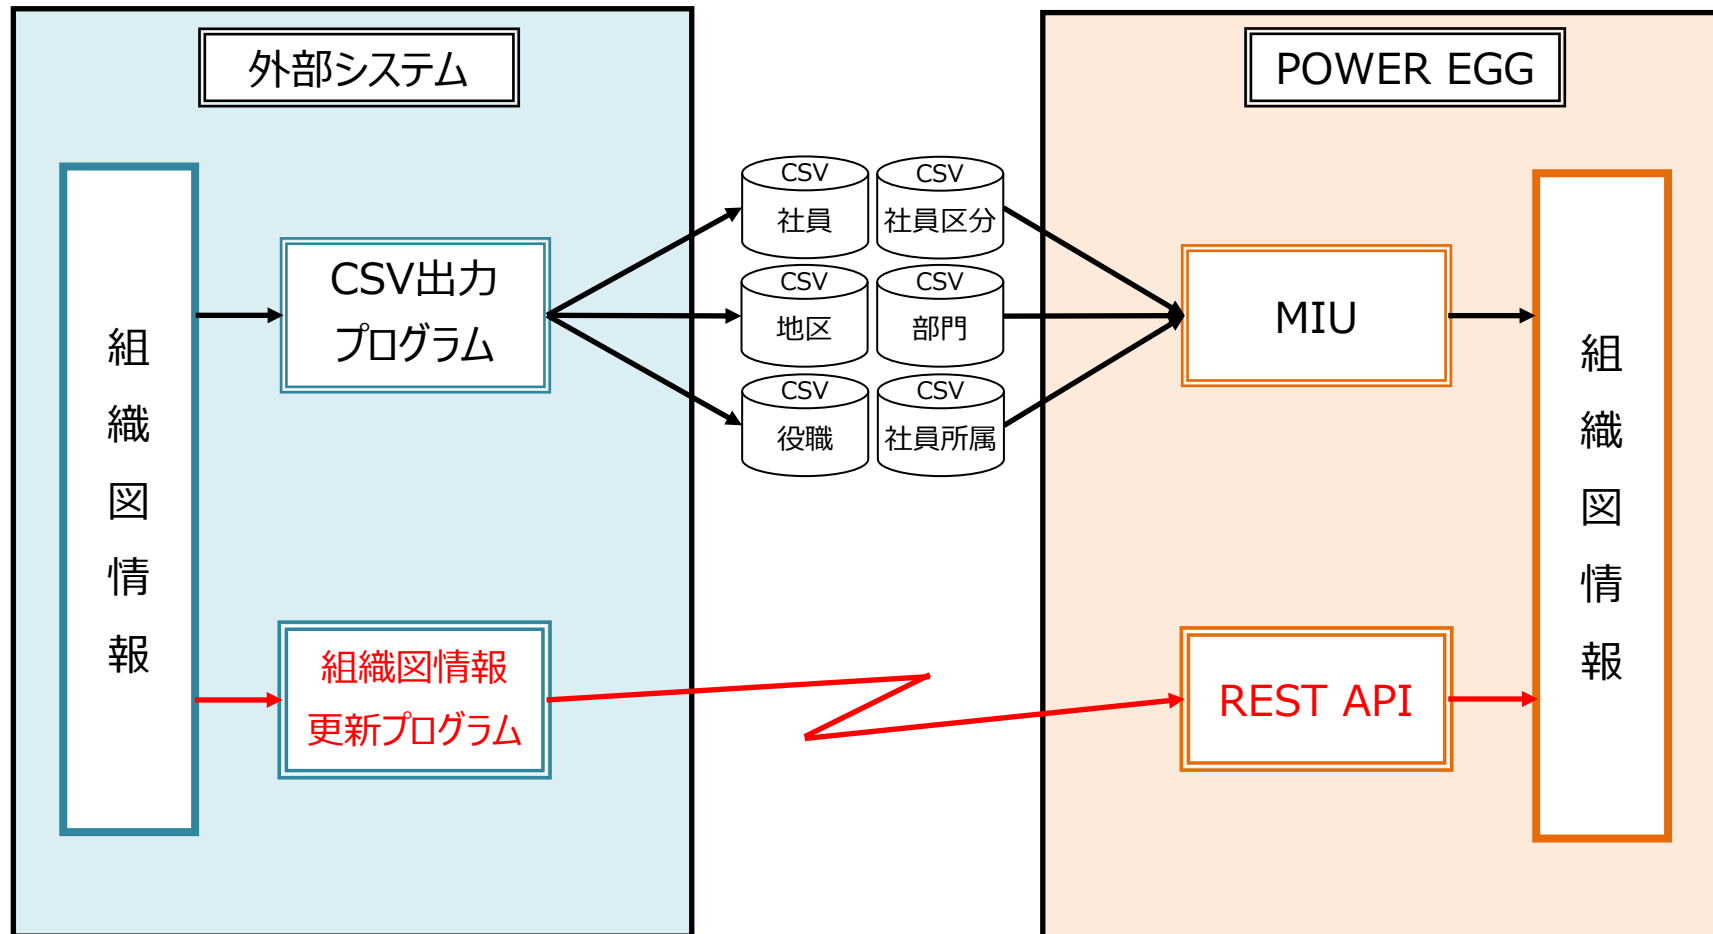 外部システム
POWER EGG
組織図情報
CSV出力
プログラム
CSV
社員
CSV
社員区分
CSV
地区
CSV
部門
CSV
役職
CSV
社員所属
MIU
組織図情報
組織図情報
更新プログラム
REST API